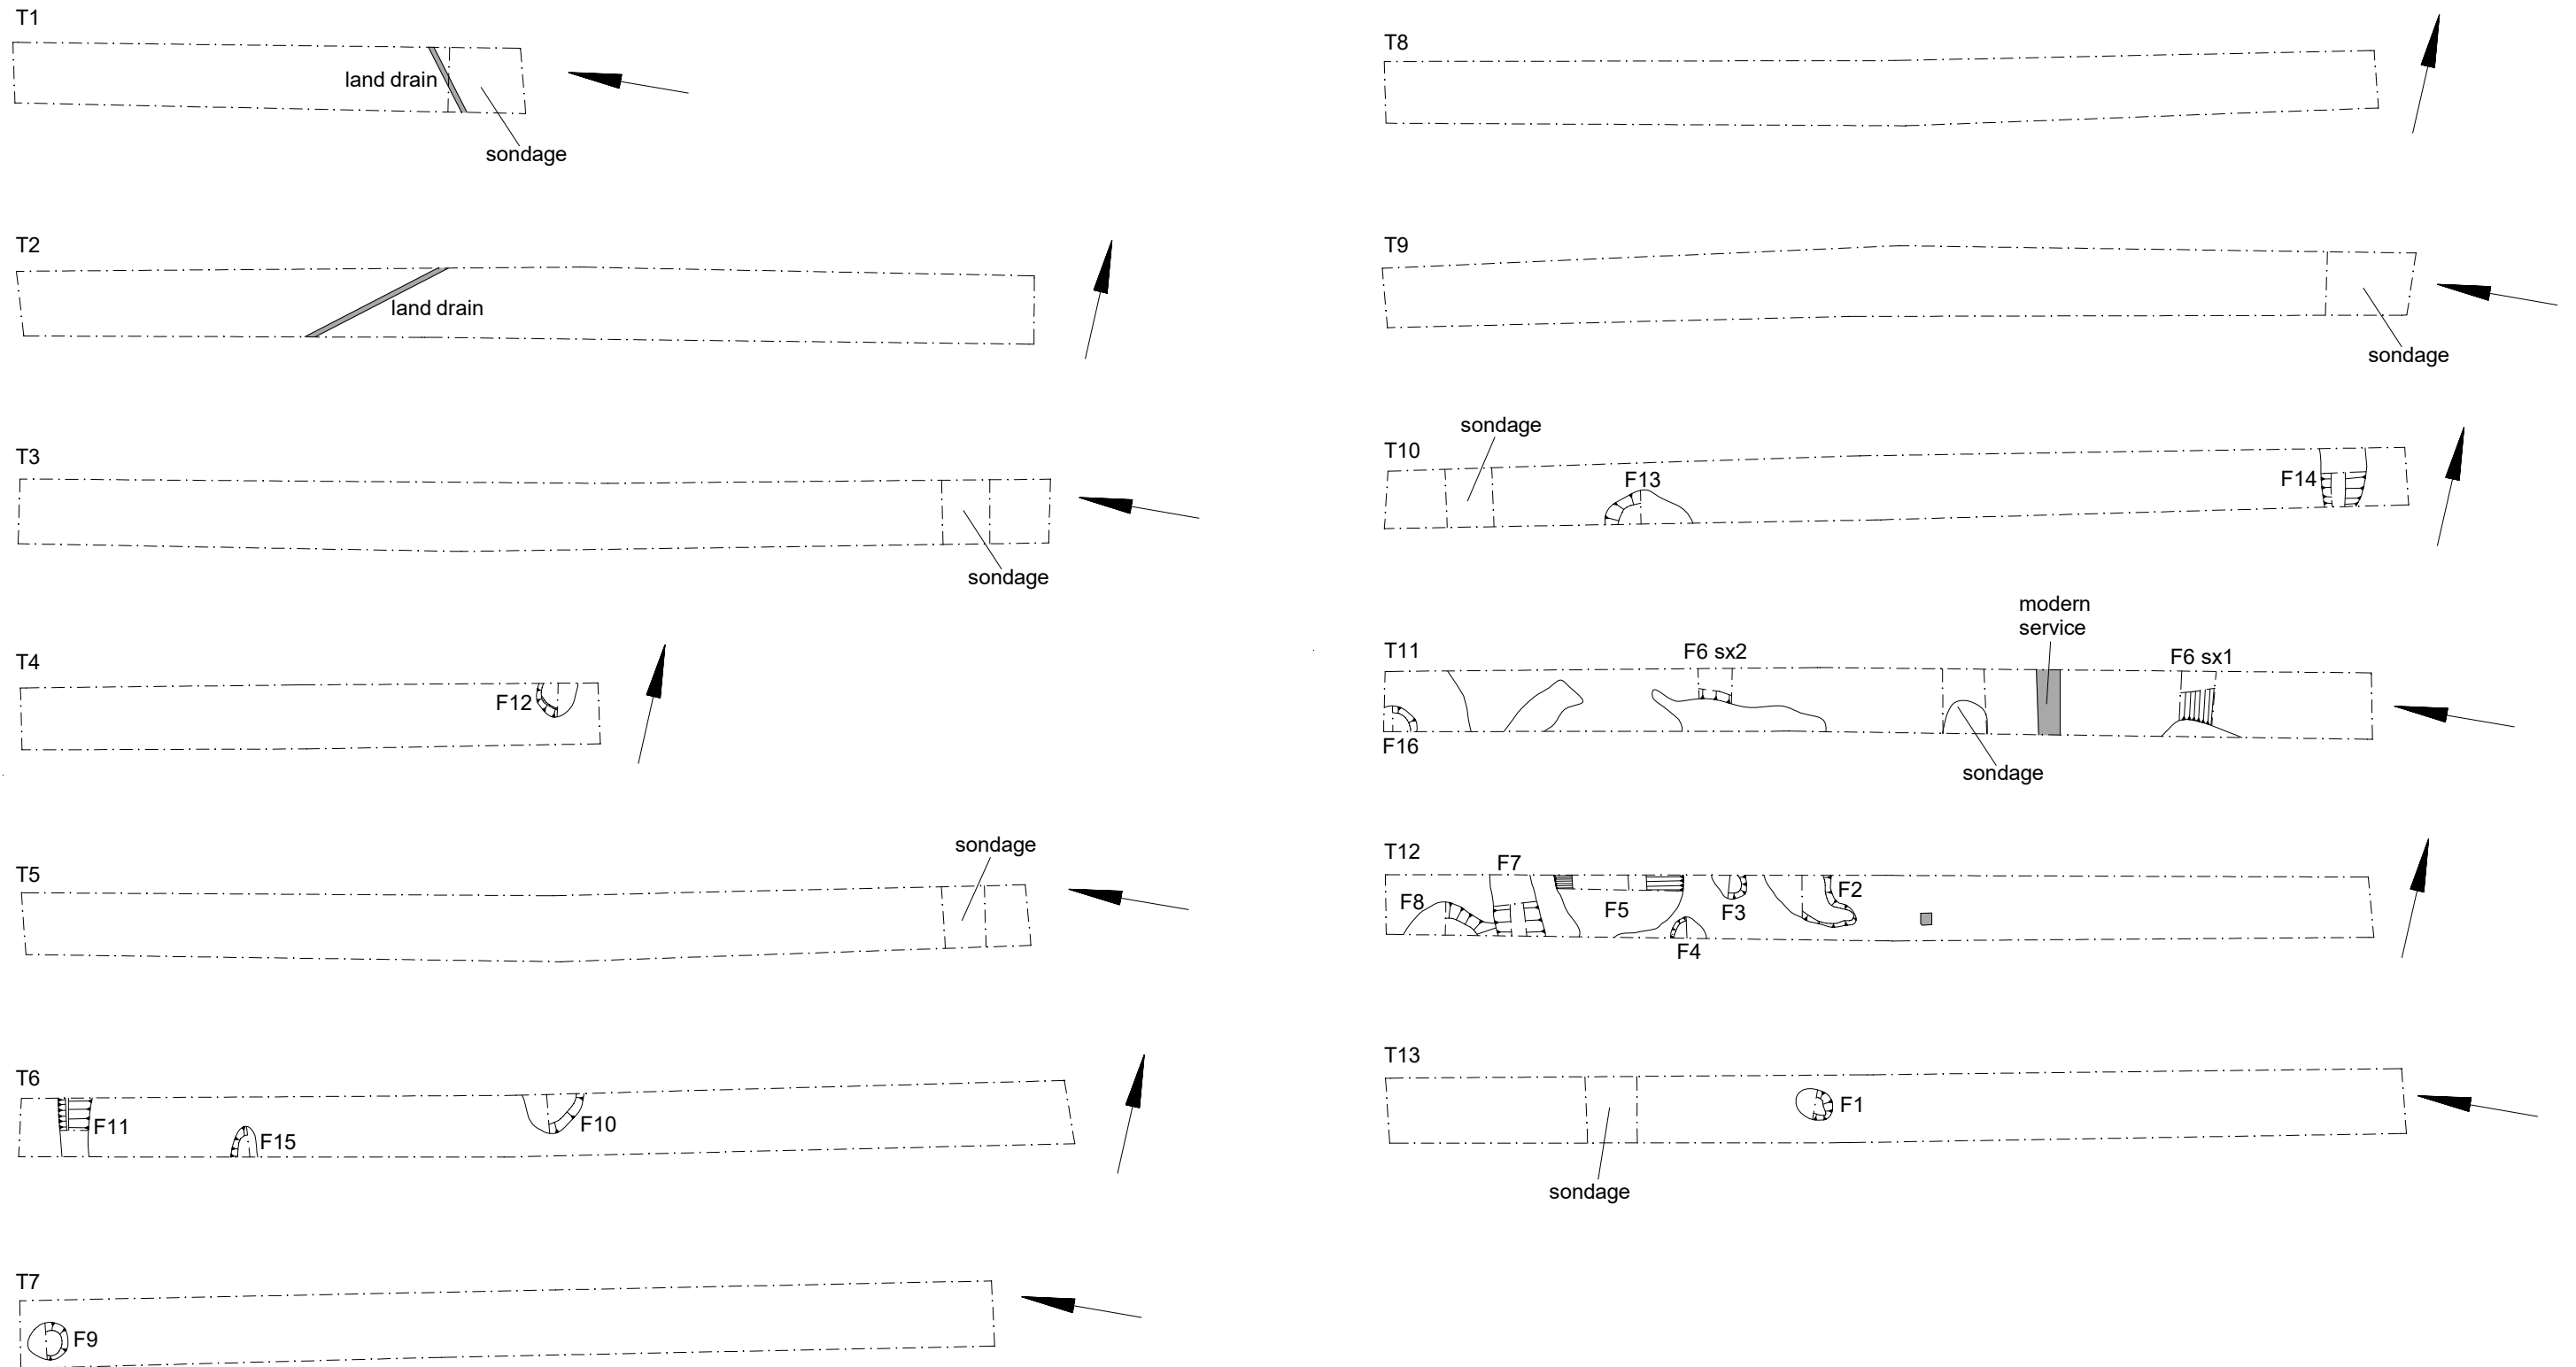 T1
land drain
sondage
T2
land drain
T3
sondage
T4
F12
T5
sondage
T6
F11
F15
F10
T7
F9
T8
T9
sondage
T10
sondage
F13
F14
T11
F16
F6 sx2
sondage
modern
service
F6 sx1
T12
F8
F7
F5
F4
F3
F2
T13
sondage
F1